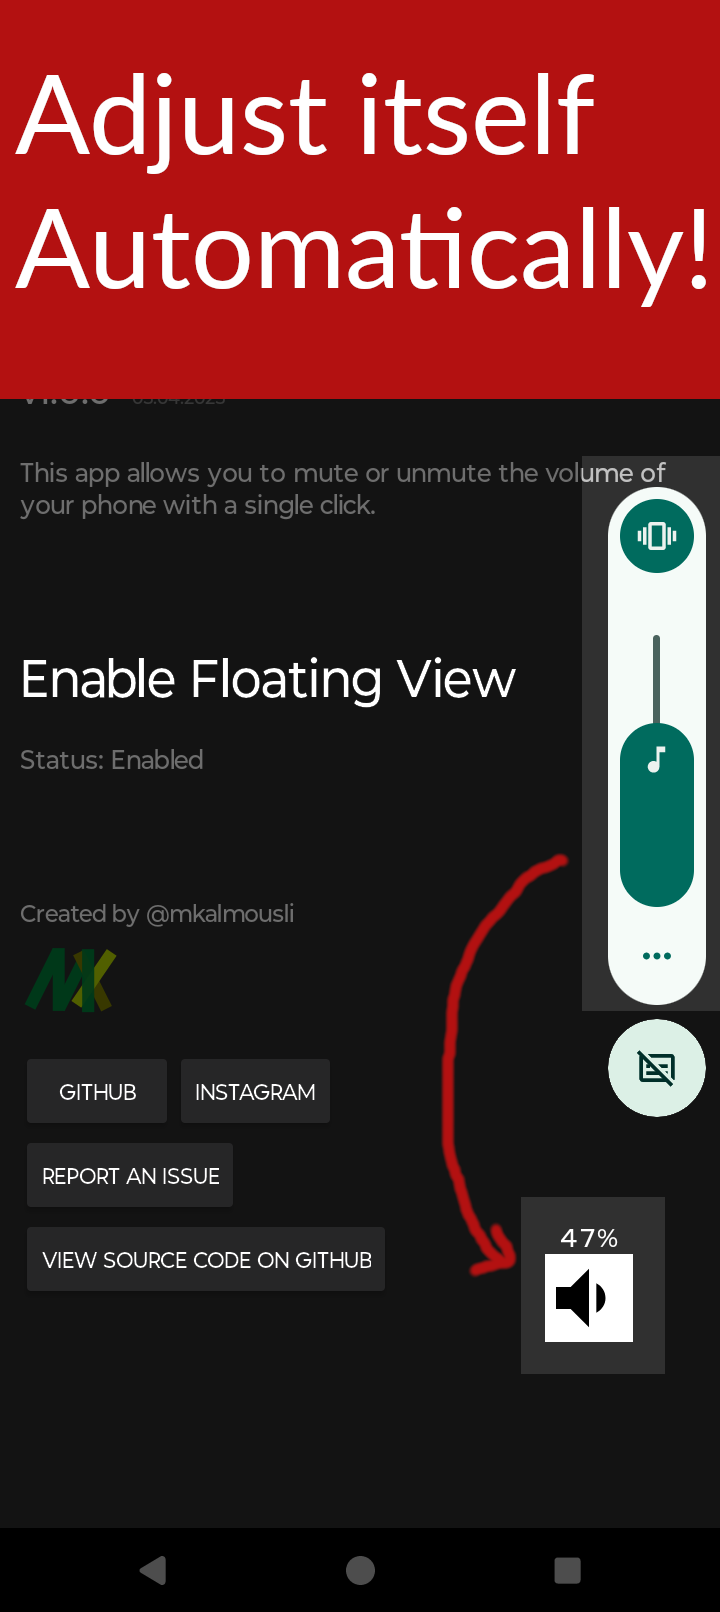 Adjust itself
Automatically!
This app allows you to mute or unmute the volume of
your phone with a single click.
Enable Floating View
Status: Enabled
Created by @mkalmousli
MK
GITHUB INSTAGRAM
REPORT AN ISSUE
VIEW SOURCE CODE ON GITHUB
47%